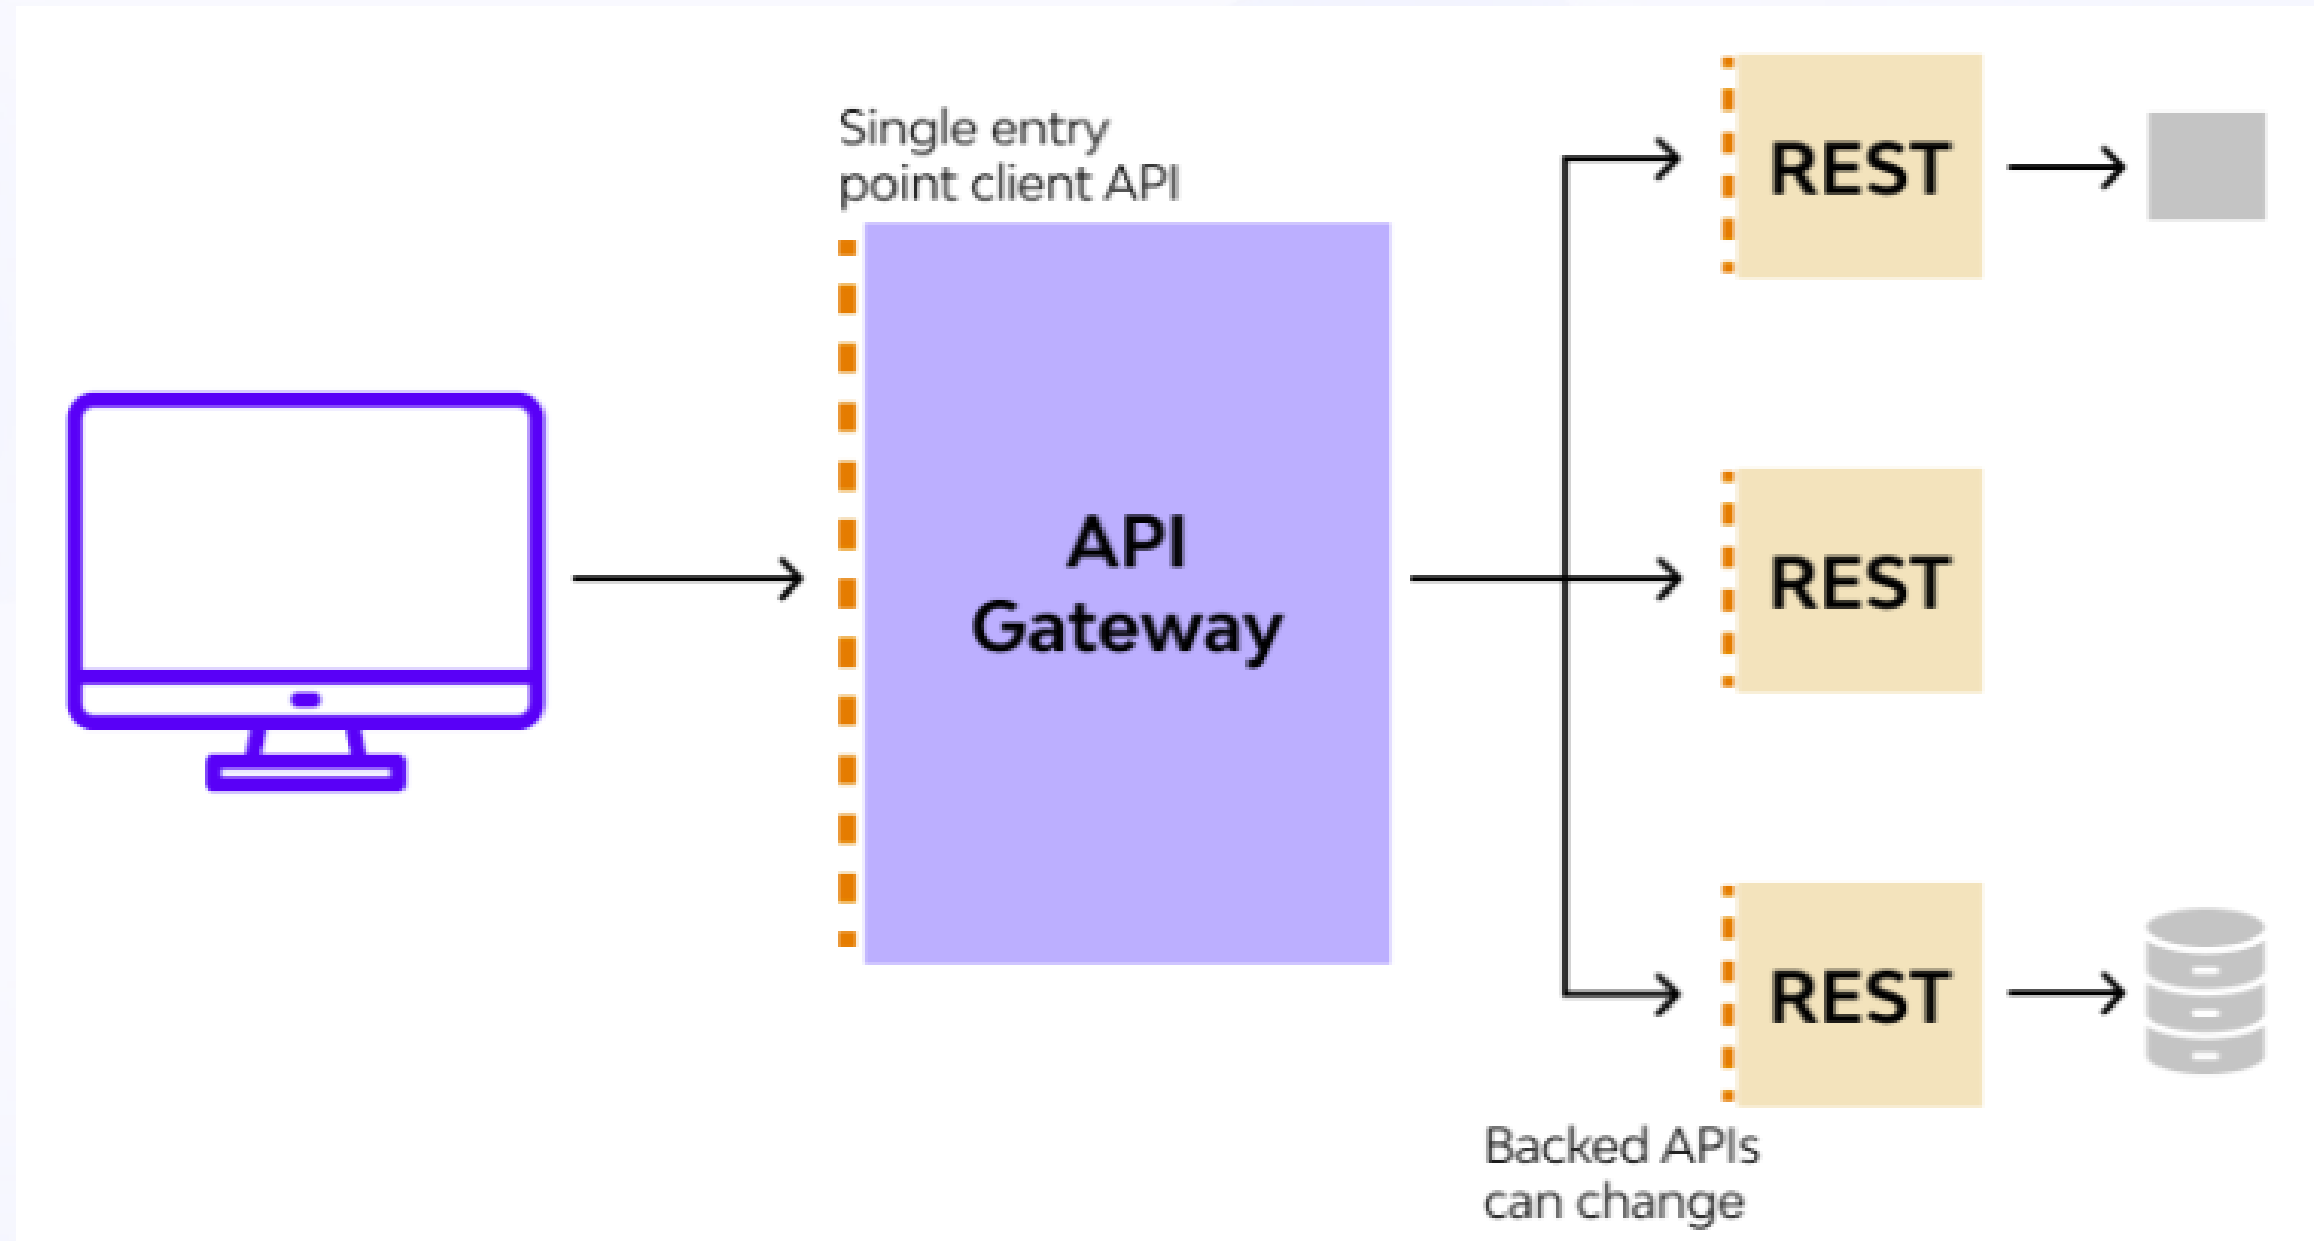 Single entry
point client API
API
Gateway
REST
REST
REST
Backed APIs
can change